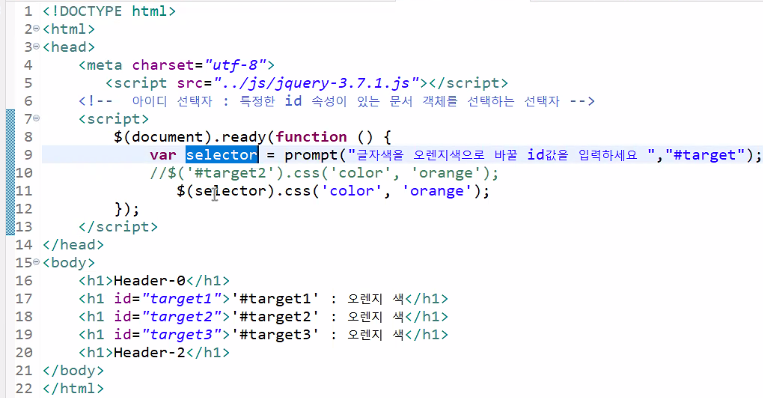 1 <!DOCTYPE html>
2 <html>
3 <head>
4 <meta charset="utf-8">
5 <script src="../js/jquery-3.7.1.js"></script>
6 <!-- 아이디 선택자 : 특정한 id 속성이 있는 문서 객체를 선택하는 선택자 -->
7 <script>
8 $(document).ready(function () {
9 var selector = prompt("글자색을 오렌지색으로 바꿀 id값을 입력하세요 ","#target");
10 //$('#target2').css('color', 'orange');
11 $(selector).css('color', 'orange');
12 });
13 </script>
14 </head>
15 <body>
16 <h1>Header-0</h1>
17 <h1 id="target1">'#target1' : 오렌지 색</h1>
18 <h1 id="target2">'#target2' : 오렌지 색</h1>
19 <h1 id="target3">'#target3' : 오렌지 색</h1>
20 <h1>Header-2</h1>
21 </body>
22 </html>